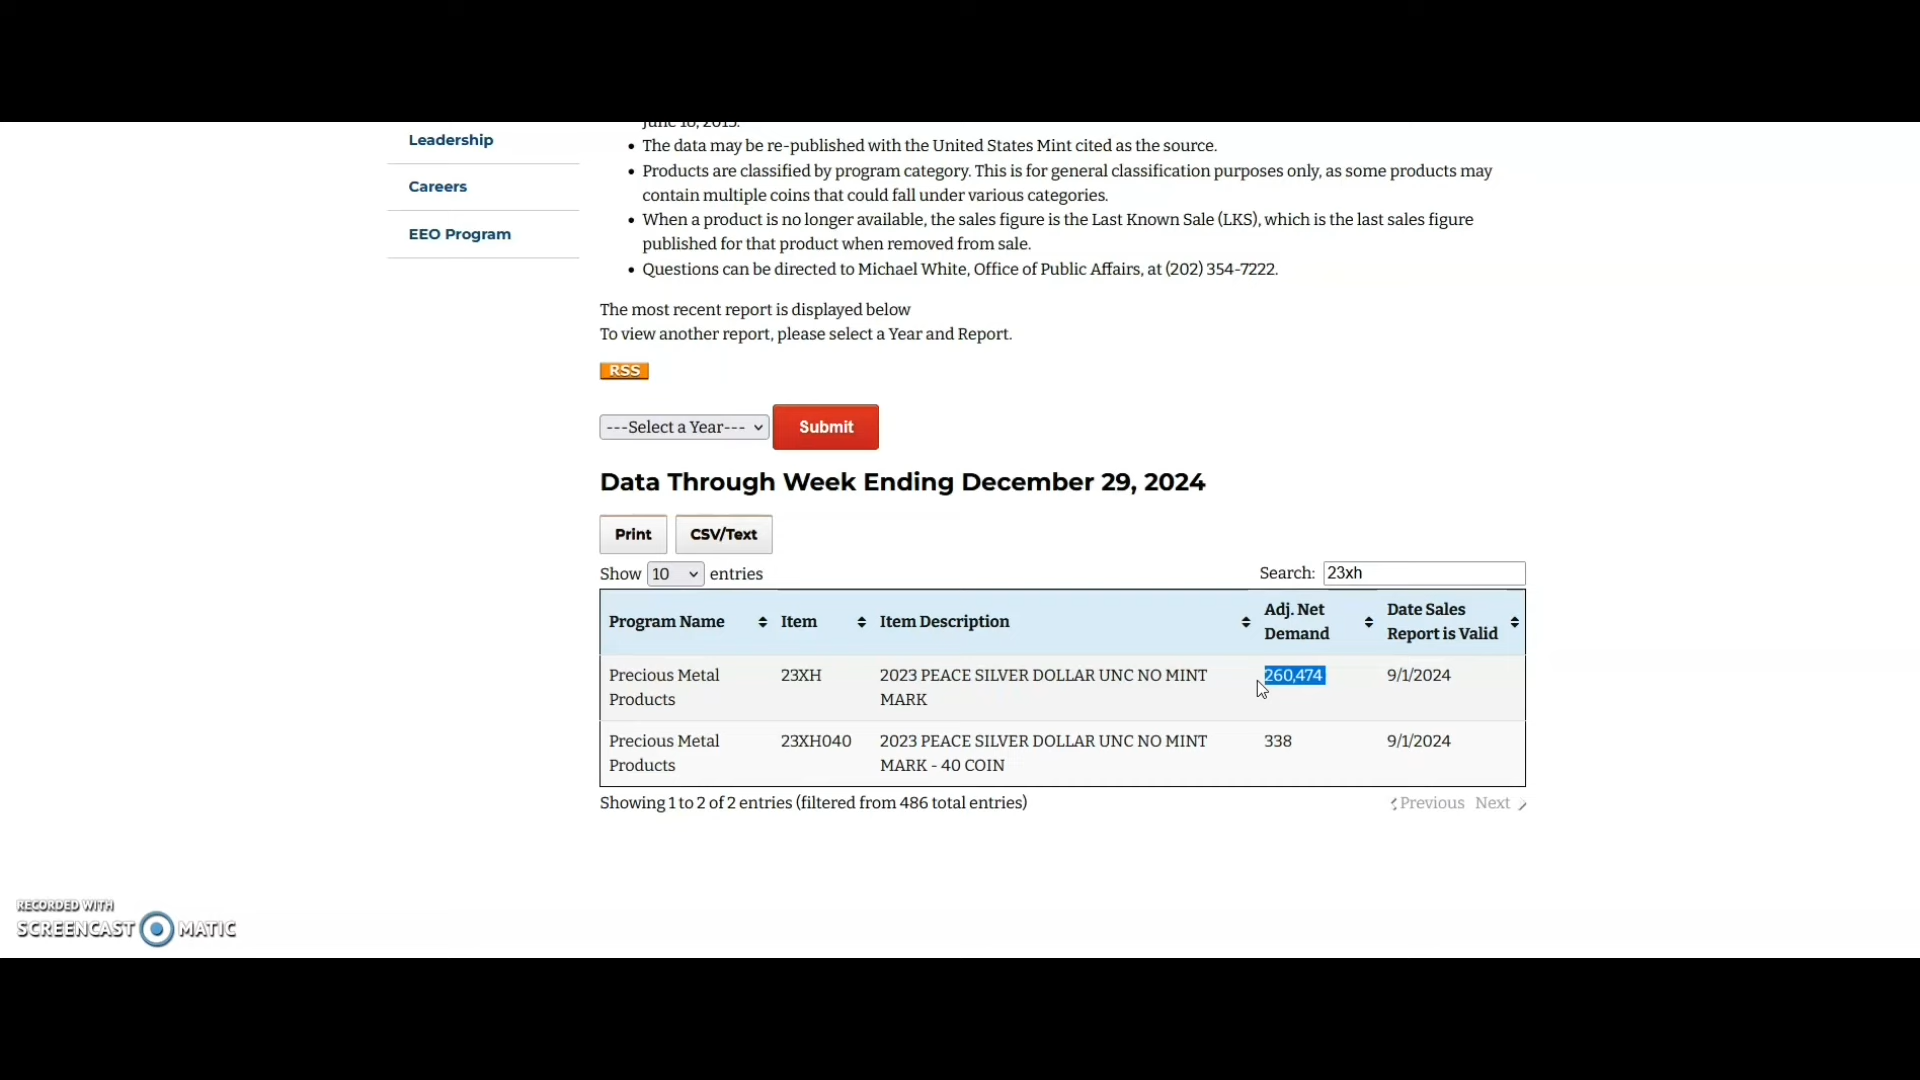 Leadership
Careers
EEO Program
June 18, 2015.
The data may be re-published with the United States Mint cited as the source.
Products are classified by program category. This is for general classification purposes only, as some products may
contain multiple coins that could fall under various categories.
When a product is no longer available, the sales figure is the Last Known Sale (LKS), which is the last sales figure
published for that product when removed from sale.
Questions can be directed to Michael White, Office of Public Affairs, at (202) 354-7222.
The most recent report is displayed below
To view another report, please select a Year and Report.
RSS
---Select a Year--- Submit
Data Through Week Ending December 29, 2024
Print CSV/Text
Show 10 entries Search: 23xh
Program Name Item Item Description Adj. Net Demand Date Sales Report is Valid
Precious Metal Products 23XH 2023 PEACE SILVER DOLLAR UNC NO MINT MARK 260,474 9/1/2024
Precious Metal Products 23XH040 2023 PEACE SILVER DOLLAR UNC NO MINT MARK - 40 COIN 338 9/1/2024
Showing 1 to 2 of 2 entries (filtered from 486 total entries) Previous Next
RECORDED WITH
SCREENCAST MATIC